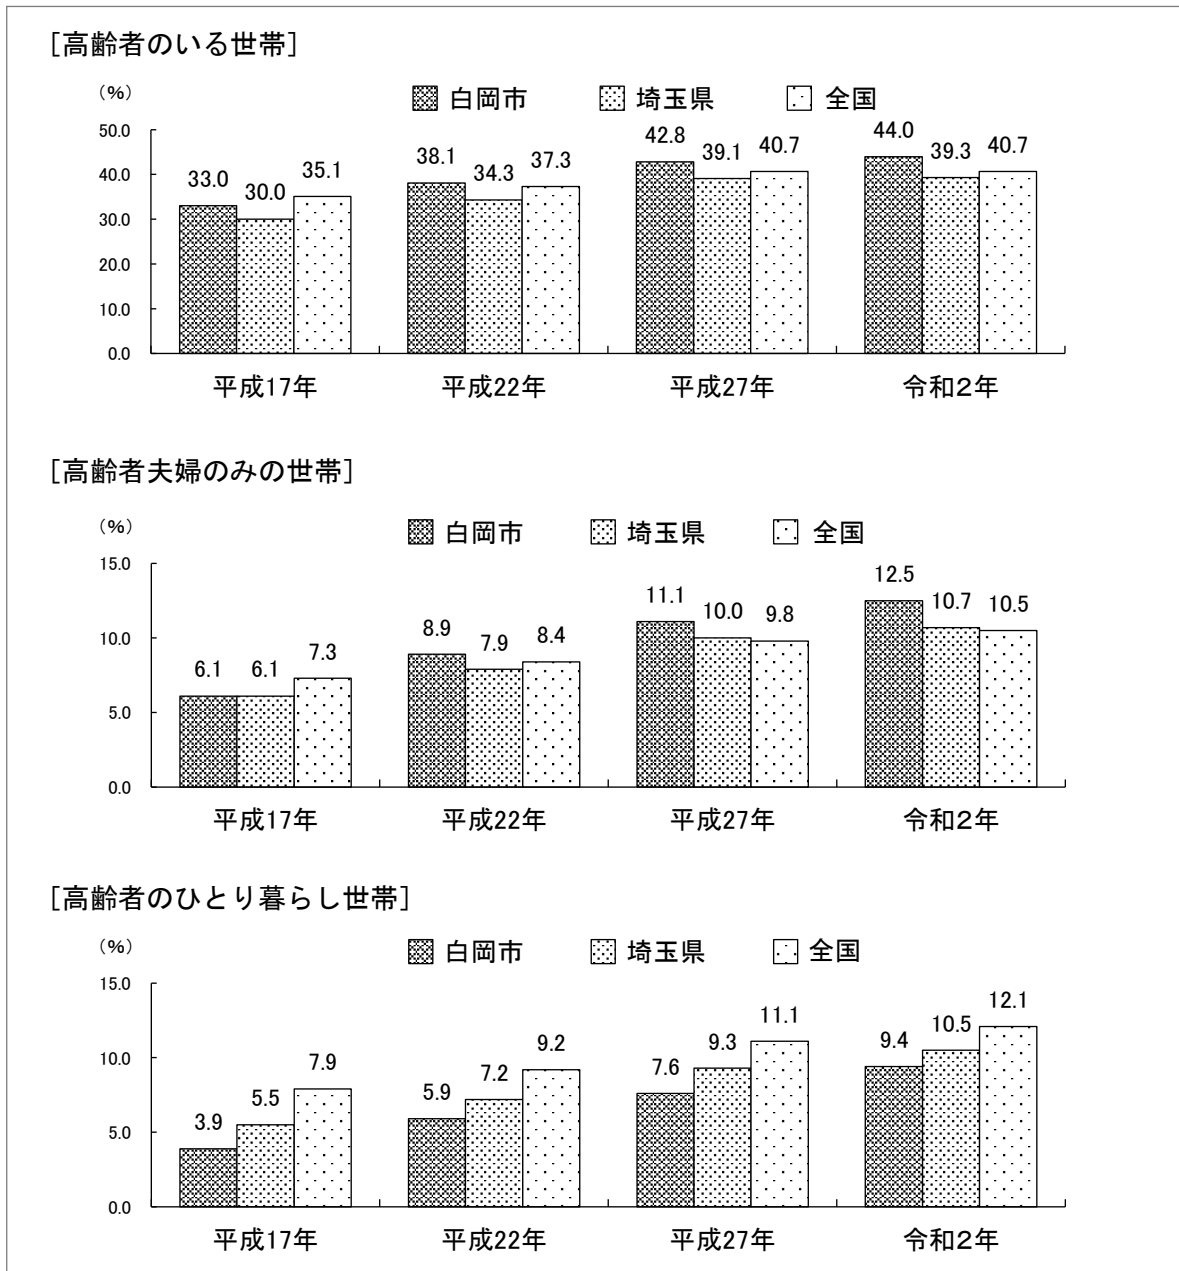 ［高齢者のいる世帯］
（%）
白岡市 埼玉県 全国
50.0
40.0
30.0
20.0
10.0
0.0
33.0 30.0 35.1 38.1 34.3 37.3 42.8 39.1 40.7 44.0 39.3 40.7
平成17年 平成22年 平成27年 令和２年
［高齢者夫婦のみの世帯］
（%）
白岡市 埼玉県 全国
15.0
10.0
5.0
0.0
6.1 6.1 7.3 8.9 7.9 8.4 11.1 10.0 9.8 12.5 10.7 10.5
平成17年 平成22年 平成27年 令和２年
［高齢者のひとり暮らし世帯］
（%）
白岡市 埼玉県 全国
15.0
10.0
5.0
0.0
3.9 5.5 7.9 5.9 7.2 9.2 7.6 9.3 11.1 9.4 10.5 12.1
平成17年 平成22年 平成27年 令和２年